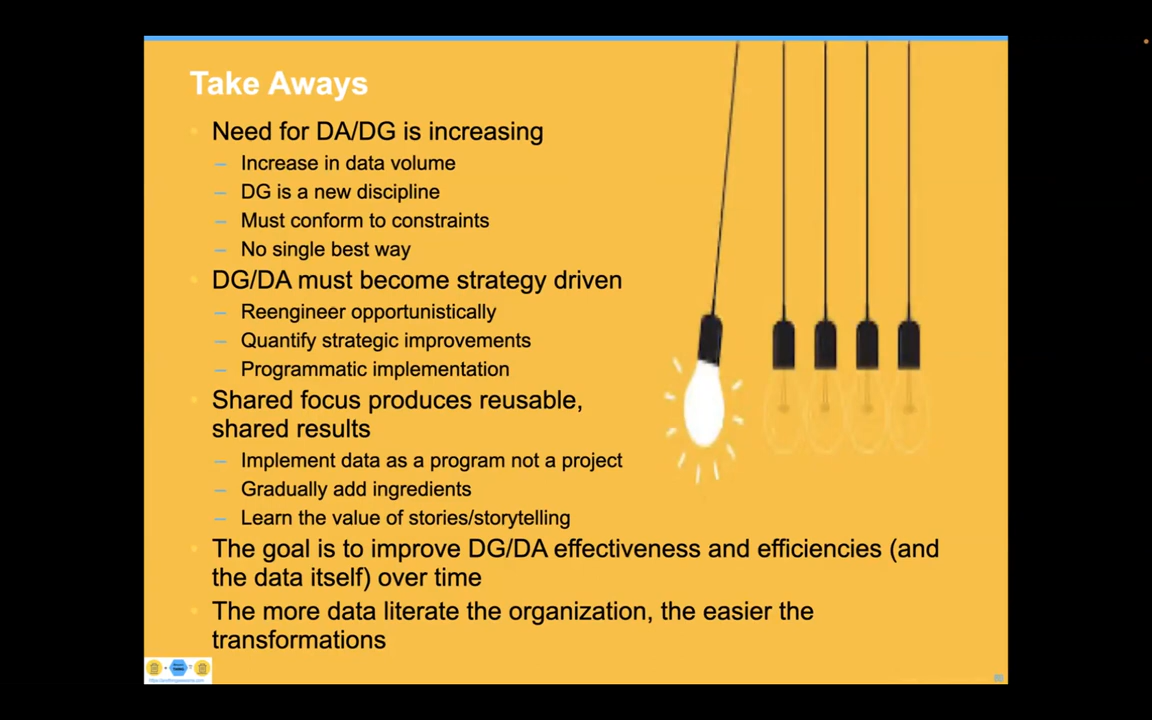 Take Aways
Need for DA/DG is increasing
– Increase in data volume
– DG is a new discipline
– Must conform to constraints
– No single best way
DG/DA must become strategy driven
– Reengineer opportunistically
– Quantify strategic improvements
– Programmatic implementation
Shared focus produces reusable,
shared results
– Implement data as a program not a project
– Gradually add ingredients
– Learn the value of stories/storytelling
The goal is to improve DG/DA effectiveness and efficiencies (and
the data itself) over time
The more data literate the organization, the easier the
transformations